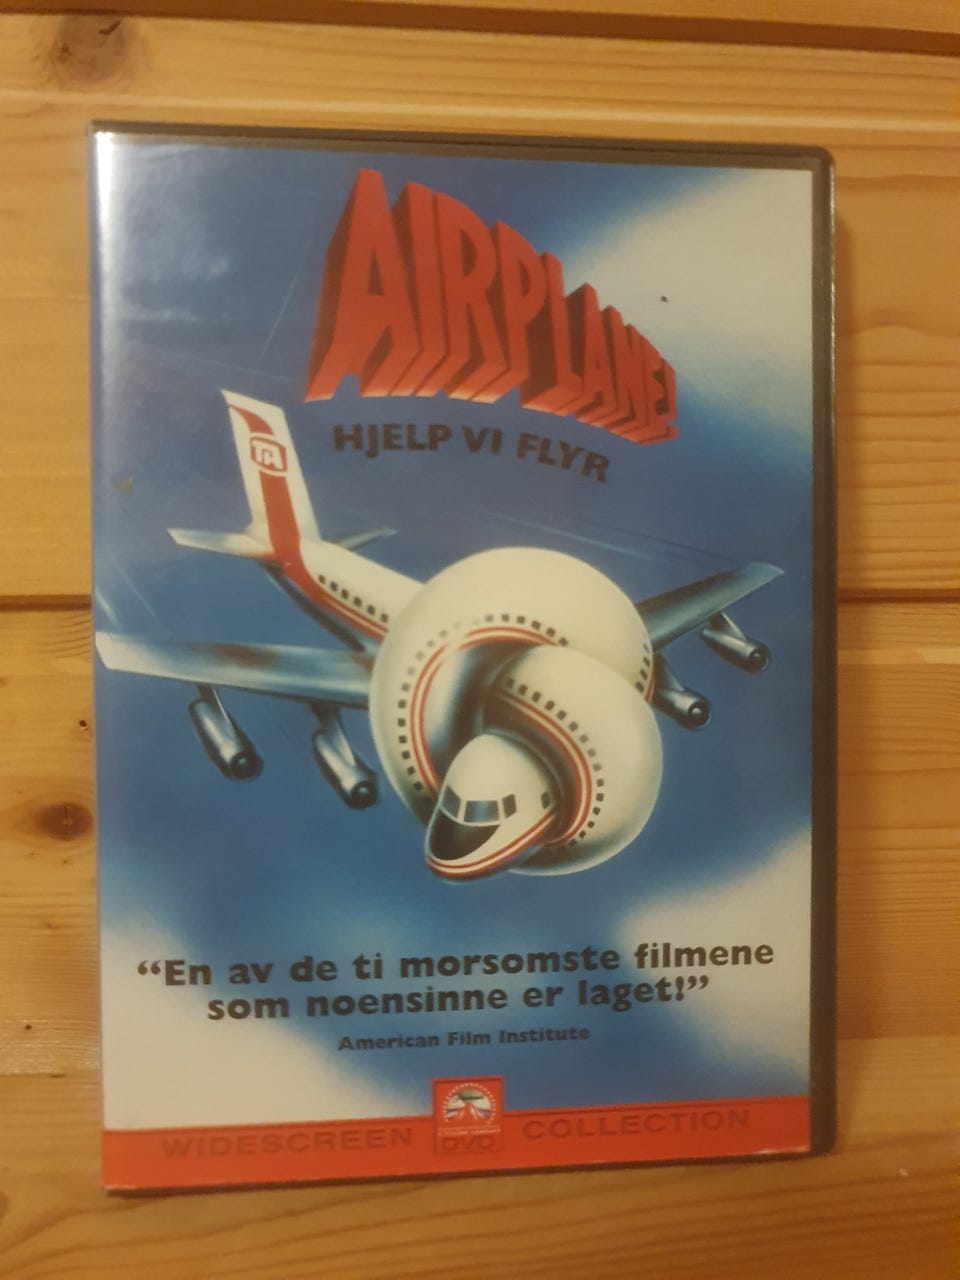 AIRPLANE!
HJELP VI FLYR
TA
“En av de ti morsomste filmene
som noensinne er laget!”
American Film Institute
WIDESCREEN DVD COLLECTION